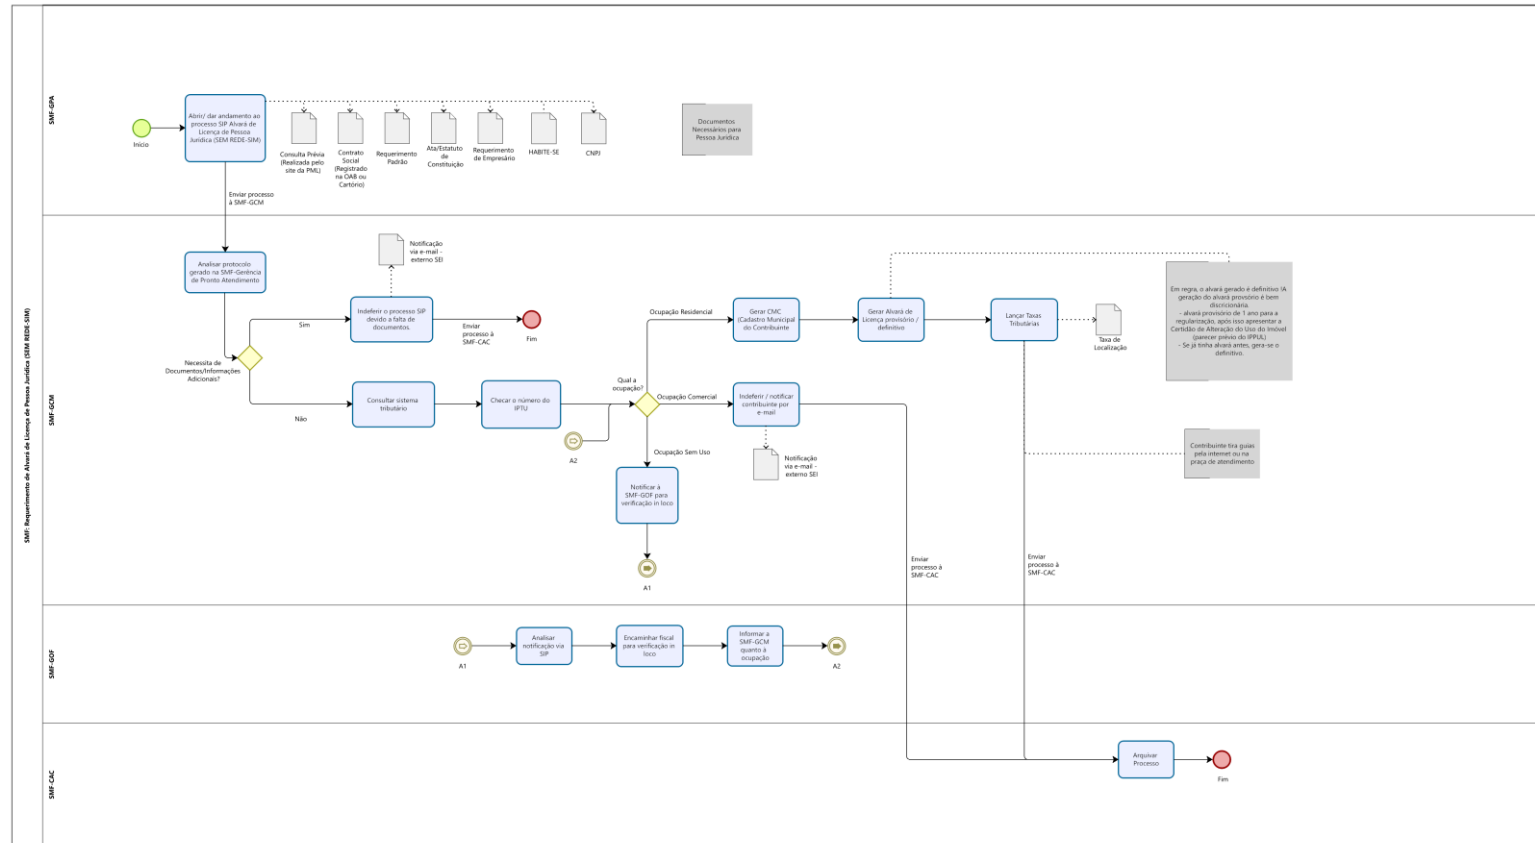 SMF: Requerimento de Alvará de Licença de Pessoa Jurídica (SEM REDE-SIM)
SMF-GPA
Início
Abrir/ dar andamento ao
processo SIP Alvará de
Licença de Pessoa
Jurídica (SEM REDE-SIM)
Consulta Prévia
(Realizada pelo
site da PML)
Contrato
Social
(Registrado
na OAB ou
Cartório)
Requerimento
Padrão
Ata/Estatuto
de
Constituição
Requerimento
de Empresário
HABITE-SE
CNPJ
Documentos
Necessários para
Pessoa Jurídica
Enviar processo
à SMF-GCM
SMF-GCM
Analisar protocolo
gerado na SMF-Gerência
de Pronto Atendimento
Necessita de
Documentos/Informações
Adicionais?
Sim
Não
Notificação
via e-mail -
externo SEI
Indeferir o processo SIP
devido a falta de
documentos.
Enviar
processo à
SMF-CAC
Fim
Consultar sistema
tributário
Checar o número do
IPTU
A2
Qual a
ocupação?
Ocupação Residencial
Gerar CMC
(Cadastro Municipal
do Contribuinte
Gerar Alvará de
Licença provisório /
definitivo
Lançar Taxas
Tributárias
Taxa de
Localização
Em regra, o alvará gerado é definitivo !A
geração do alvará provsório é bem
discricionária.
- alvará provisório de 1 ano para a
regularização, após isso apresentar a
Certidão de Alteração do Uso do Imóvel
(parecer prévio do IPPUL)
- Se já tinha alvará antes, gera-se o
definitivo.
Ocupação Comercial
Indeferir / notificar
contribuinte por
e-mail
Notificação
via e-mail -
externo SEI
Contribuinte tira guias
pela internet ou na
praça de atendimento
Ocupação Sem Uso
Notificar à
SMF-GOF para
verificação in loco
A1
Enviar
processo à
SMF-CAC
Enviar
processo à
SMF-CAC
SMF-GOF
A1
Analisar
notificação via
SIP
Encaminhar fiscal
para verificação in
loco
Informar a
SMF-GCM
quanto à
ocupação
A2
SMF-CAC
Arquivar
Processo
Fim